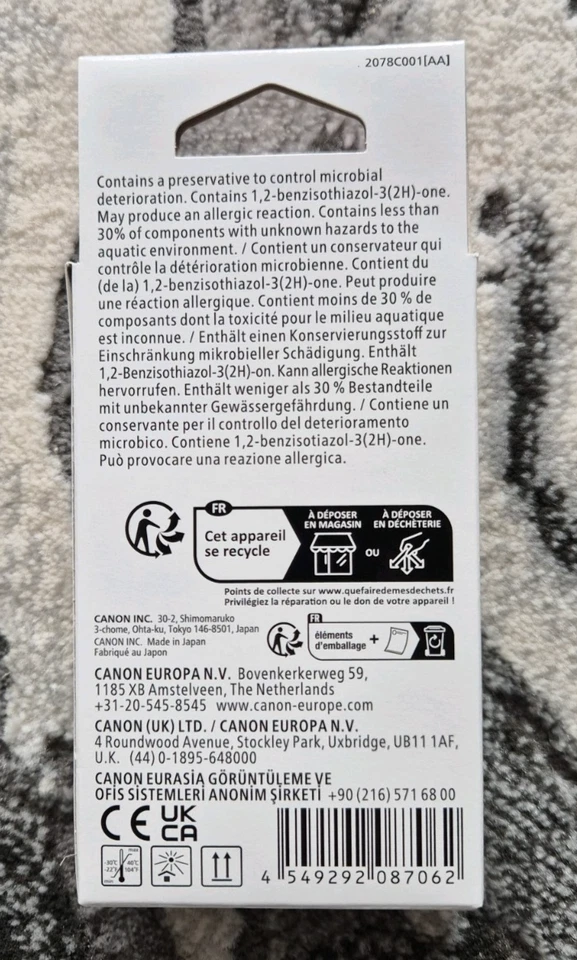 2078C001[AA]
Contains a preservative to control microbial
deterioration. Contains 1,2-benzisothiazol-3(2H)-one.
May produce an allergic reaction. Contains less than
30% of components with unknown hazards to the
aquatic environment. / Contient un conservateur qui
contrôle la détérioration microbienne. Contient du
(de la) 1,2-benzisothiazol-3(2H)-one. Peut produire
une réaction allergique. Contient moins de 30 % de
composants dont la toxicité pour le milieu aquatique
est inconnue. / Enthält einen Konservierungsstoff zur
Einschränkung mikrobieller Schädigung. Enthält
1,2-Benzisothiazol-3(2H)-on. Kann allergische Reaktionen
hervorrufen. Enthält weniger als 30 % Bestandteile
mit unbekannter Gewässergefährdung. / Contiene un
conservante per il controllo del deterioramento
microbico. Contiene 1,2-benzisotiazol-3(2H)-one.
Può provocare una reazione allergica.
FR
Cet appareil
se recycle
À DÉPOSER
EN MAGASIN
OU
À DÉPOSER
EN DÉCHÈTERIE
Points de collecte sur www.quefairedemesdechets.fr
Privilégiez la réparation ou le don de votre appareil !
CANON INC. 30-2, Shimomaruko
3-chome, Ohta-ku, Tokyo 146-8501, Japan
CANON INC. Made in Japan
Fabriqué au Japon
FR
éléments
d'emballage
+
CANON EUROPA N.V. Bovenkerkerweg 59,
1185 XB Amstelveen, The Netherlands
+31-20-545-8545 www.canon-europe.com
CANON (UK) LTD. / CANON EUROPA N.V.
4 Roundwood Avenue, Stockley Park, Uxbridge, UB11 1AF,
U.K. (44) 0-1895-648000
CANON EURASIA GÖRÜNTÜLEME VE
OFİS SİSTEMLERİ ANONİM ŞİRKETİ +90 (216) 571 68 00
CE UK
CA
max
-30℃ 40℃
-22°F 104°F
min
4 549292 087062